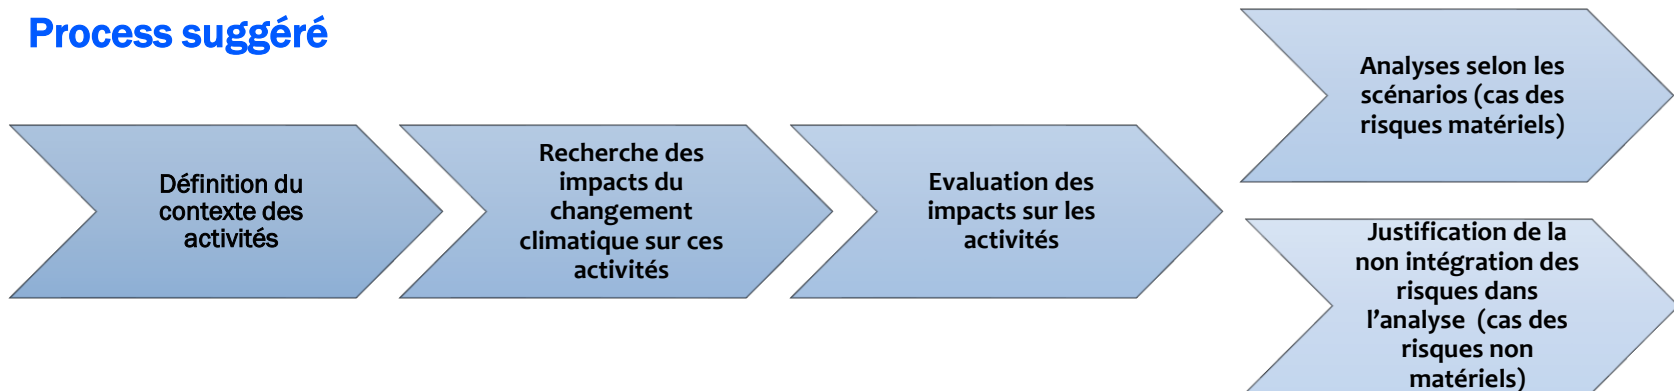 Process suggéré
Définition du
contexte des
activités
Recherche des
impacts du
changement
climatique sur ces
activités
Evaluation des
impacts sur les
activités
Analyses selon les
scénarios (cas des
risques matériels)
Justification de la
non intégration des
risques dans
l’analyse (cas des
risques non
matériels)